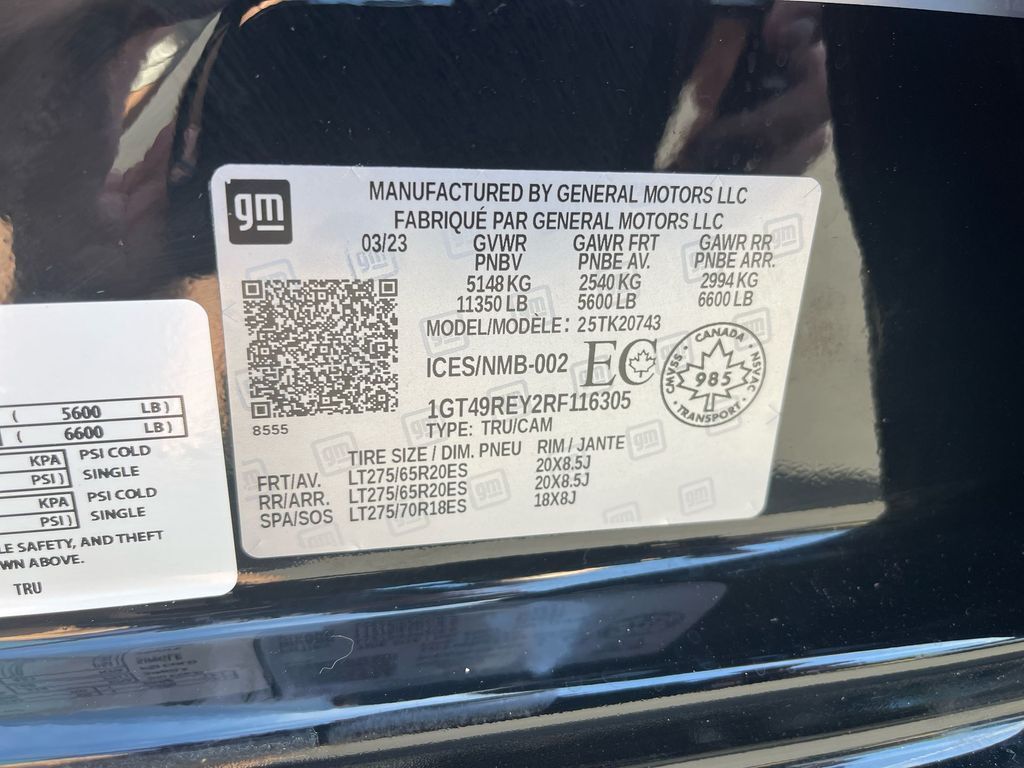 gm
MANUFACTURED BY GENERAL MOTORS LLC
FABRIQUÉ PAR GENERAL MOTORS LLC
03/23 GVWR GAWR FRT GAWR RR
PNBV PNBE AV. PNBE ARR.
5148 KG 2540 KG 2994 KG
11350 LB 5600 LB 6600 LB
MODEL/MODÈLE: 25TK20743
ICES/NMB-002 EC
CANADA
CMVSS NSVAC
985
TRANSPORT
1GT49REY2RF116305
8555
TYPE: TRU/CAM
TIRE SIZE / DIM. PNEU RIM / JANTE
FRT/AV. LT275/65R20ES 20X8.5J
RR/ARR. LT275/65R20ES 20X8.5J
SPA/SOS LT275/70R18ES 18X8J
( 5600 LB)
( 6600 LB)
KPA PSI COLD
PSI) SINGLE
KPA PSI COLD
PSI) SINGLE
LE SAFETY, AND THEFT
WN ABOVE.
TRU